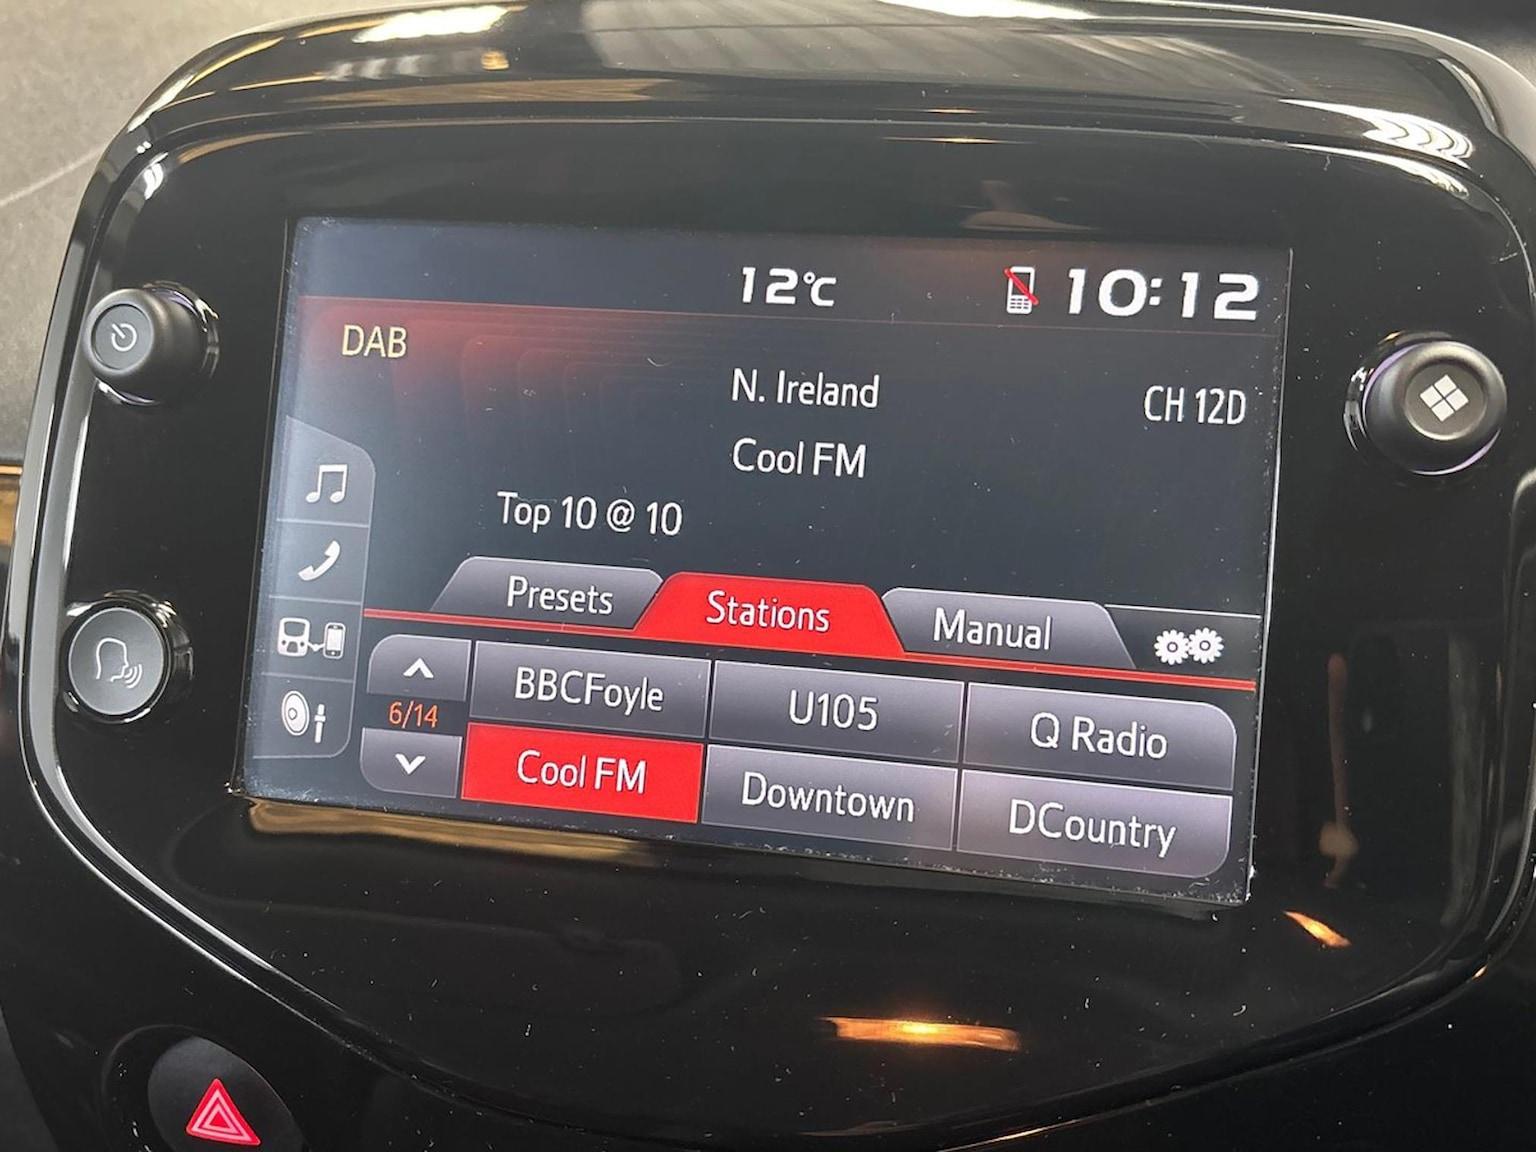 12°C 10:12
DAB
N. Ireland
CH 12D
Cool FM
Top 10 @ 10
Presets Stations Manual
BBCFoyle U105 Q Radio
6/14
Cool FM Downtown DCountry